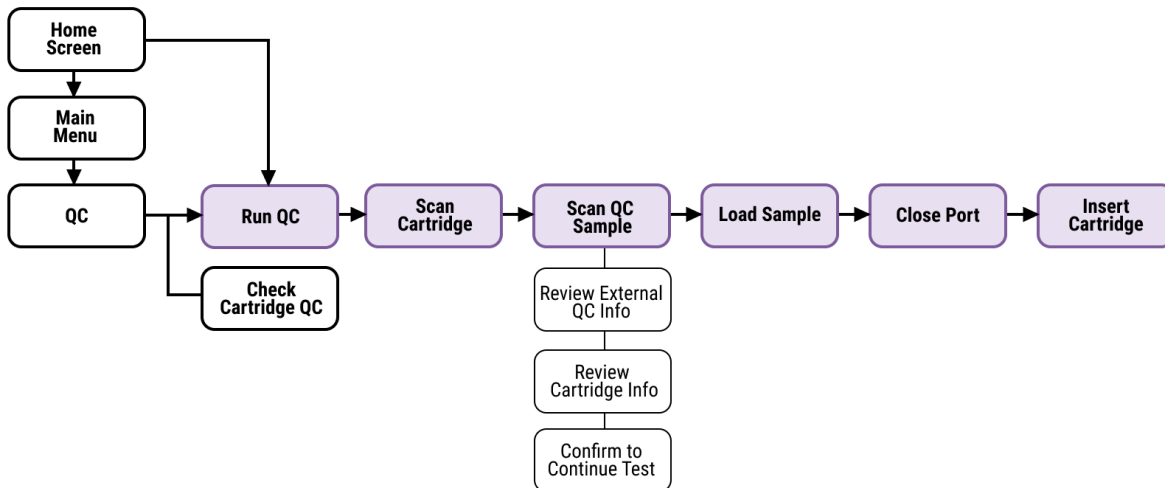 Home
Screen
Main
Menu
QC
Run QC
Scan
Cartridge
Scan QC
Sample
Load Sample
Close Port
Insert
Cartridge
Check
Cartridge QC
Review External
QC Info
Review
Cartridge Info
Confirm to
Continue Test